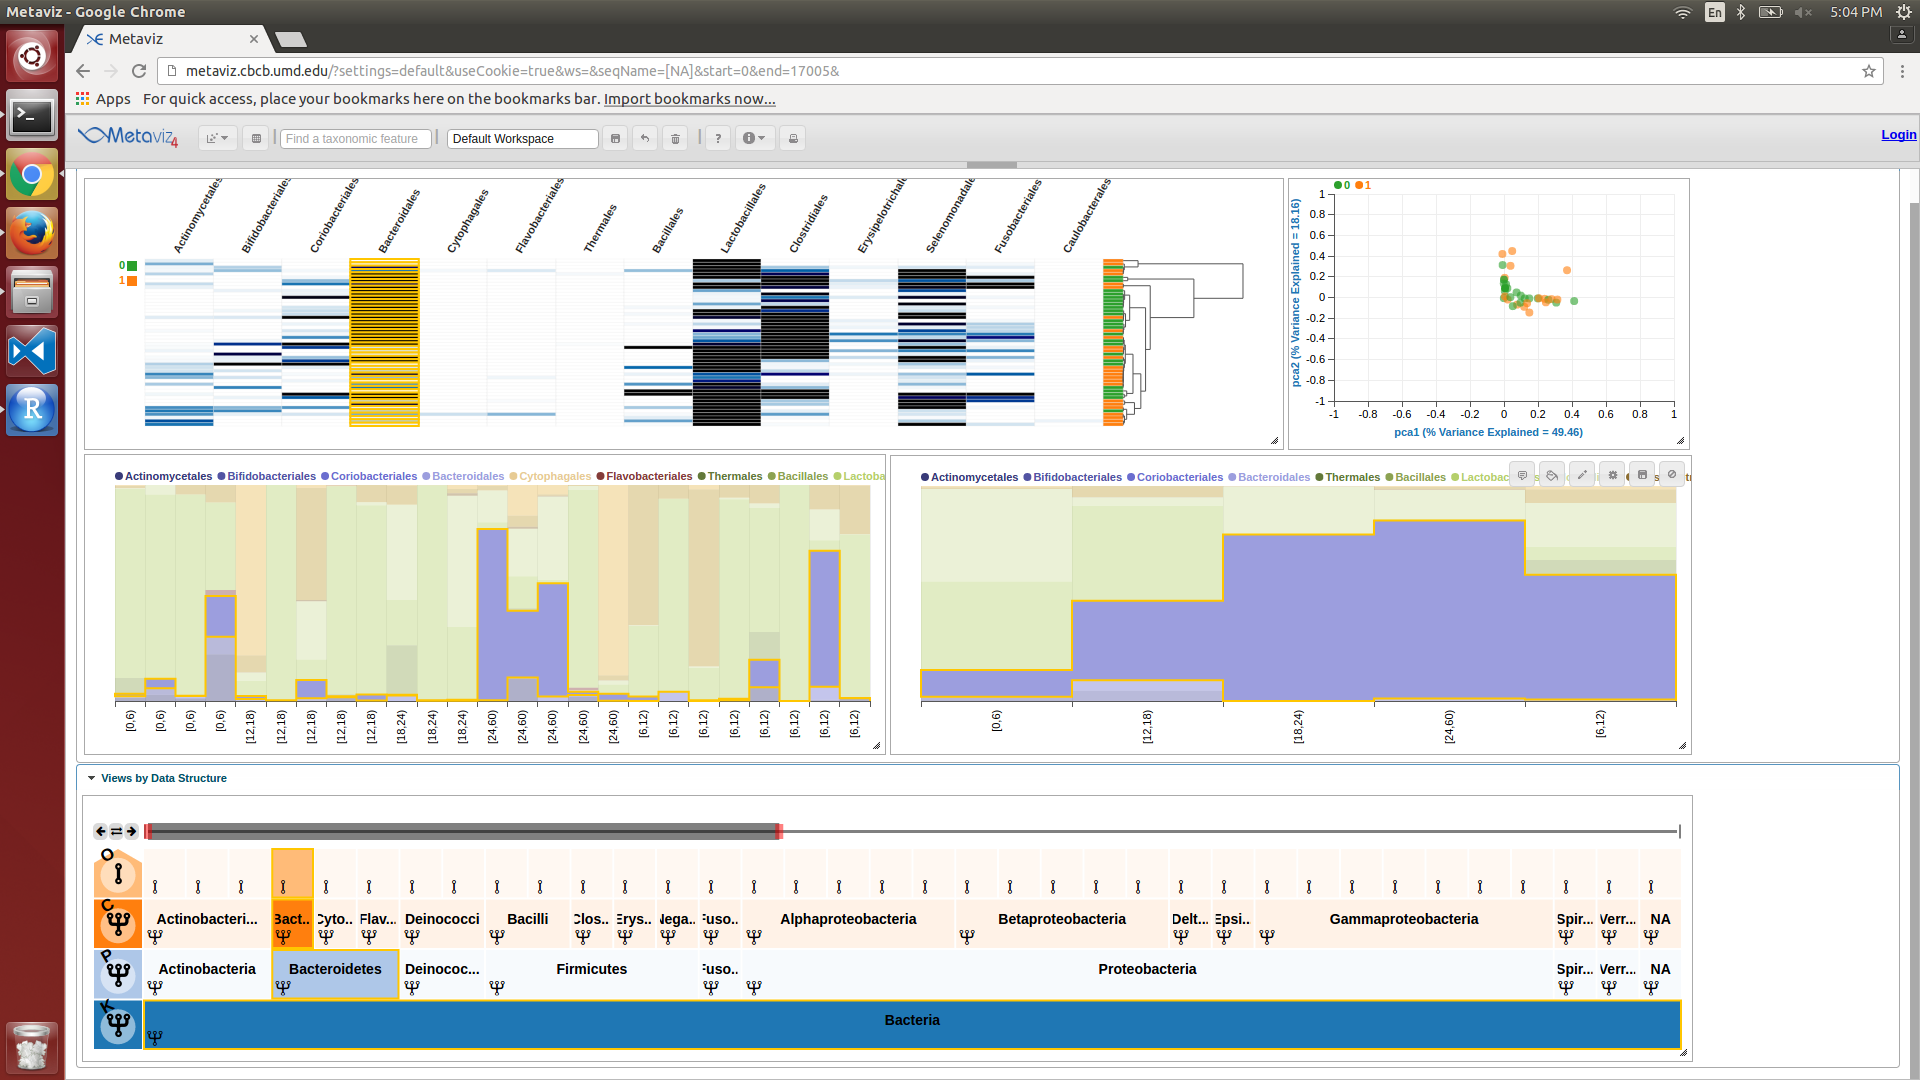 Metaviz - Google Chrome
En
5:04 PM
Metaviz
metaviz.cbcb.umd.edu/?settings=default&useCookie=true&ws=&seqName=[NA]&start=0&end=17005&
Apps For quick access, place your bookmarks here on the bookmarks bar. Import bookmarks now...
Metaviz4
Find a taxonomic feature
Default Workspace
?
Login
Actinomycetales
Bifidobacteriales
Coriobacteriales
Bacteroidales
Cytophagales
Flavobacteriales
Thermales
Bacillales
Lactobacillales
Clostridiales
Erysipelotrichale
Selenomonadale
Fusobacteriales
Caulobacterales
0
1
0 1
pca2 (% Variance Explained = 18.16)
1
0.8
0.6
0.4
0.2
0
-0.2
-0.4
-0.6
-0.8
-1
-1 -0.8 -0.6 -0.4 -0.2 0 0.2 0.4 0.6 0.8 1
pca1 (% Variance Explained = 49.46)
Actinomycetales Bifidobacteriales Coriobacteriales Bacteroidales Cytophagales Flavobacteriales Thermales Bacillales Lactoba
[0,6) [0,6) [0,6) [0,6) [12,18) [12,18) [12,18) [12,18) [12,18) [18,24) [18,24) [18,24) [24,60) [24,60) [24,60) [24,60) [24,60) [6,12) [6,12) [6,12) [6,12) [6,12) [6,12) [6,12) [6,12)
Actinomycetales Bifidobacteriales Coriobacteriales Bacteroidales Thermales Bacillales Lactobac
[0,6) [12,18) [18,24) [24,60) [6,12)
Views by Data Structure
O
C
Actinobacteri... Bact.. Cyto.. Flav... Deinococci Bacilli Clos.. Erys.. Nega.. Fuso.. Alphaproteobacteria Betaproteobacteria Delt.. Epsi.. Gammaproteobacteria Spir... Verr... NA
P
Actinobacteria Bacteroidetes Deinococ... Firmicutes Fuso.. Proteobacteria Spir... Verr... NA
K
Bacteria